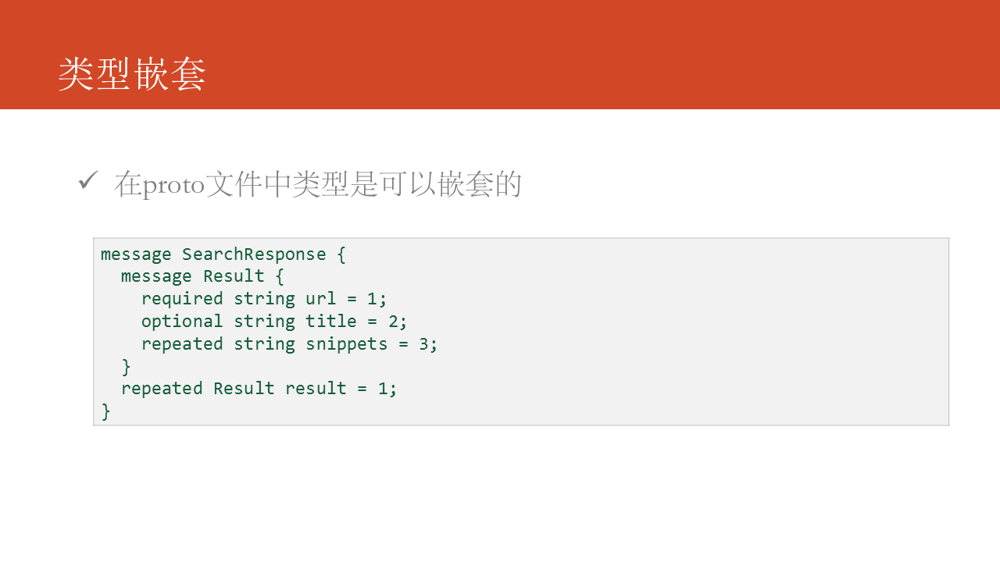 类型嵌套
✓ 在proto文件中类型是可以嵌套的
message SearchResponse {
  message Result {
    required string url = 1;
    optional string title = 2;
    repeated string snippets = 3;
  }
  repeated Result result = 1;
}